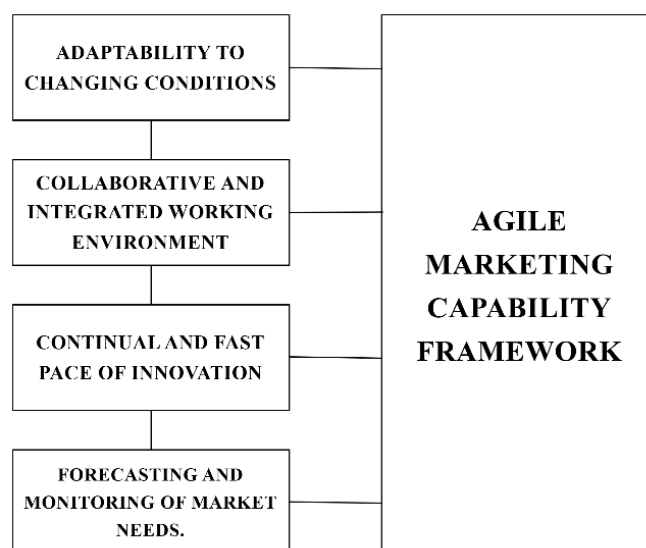 ADAPTABILITY TO
CHANGING CONDITIONS
COLLABORATIVE AND
INTEGRATED WORKING
ENVIRONMENT
CONTINUAL AND FAST
PACE OF INNOVATION
FORECASTING AND
MONITORING OF MARKET
NEEDS.
AGILE
MARKETING
CAPABILITY
FRAMEWORK